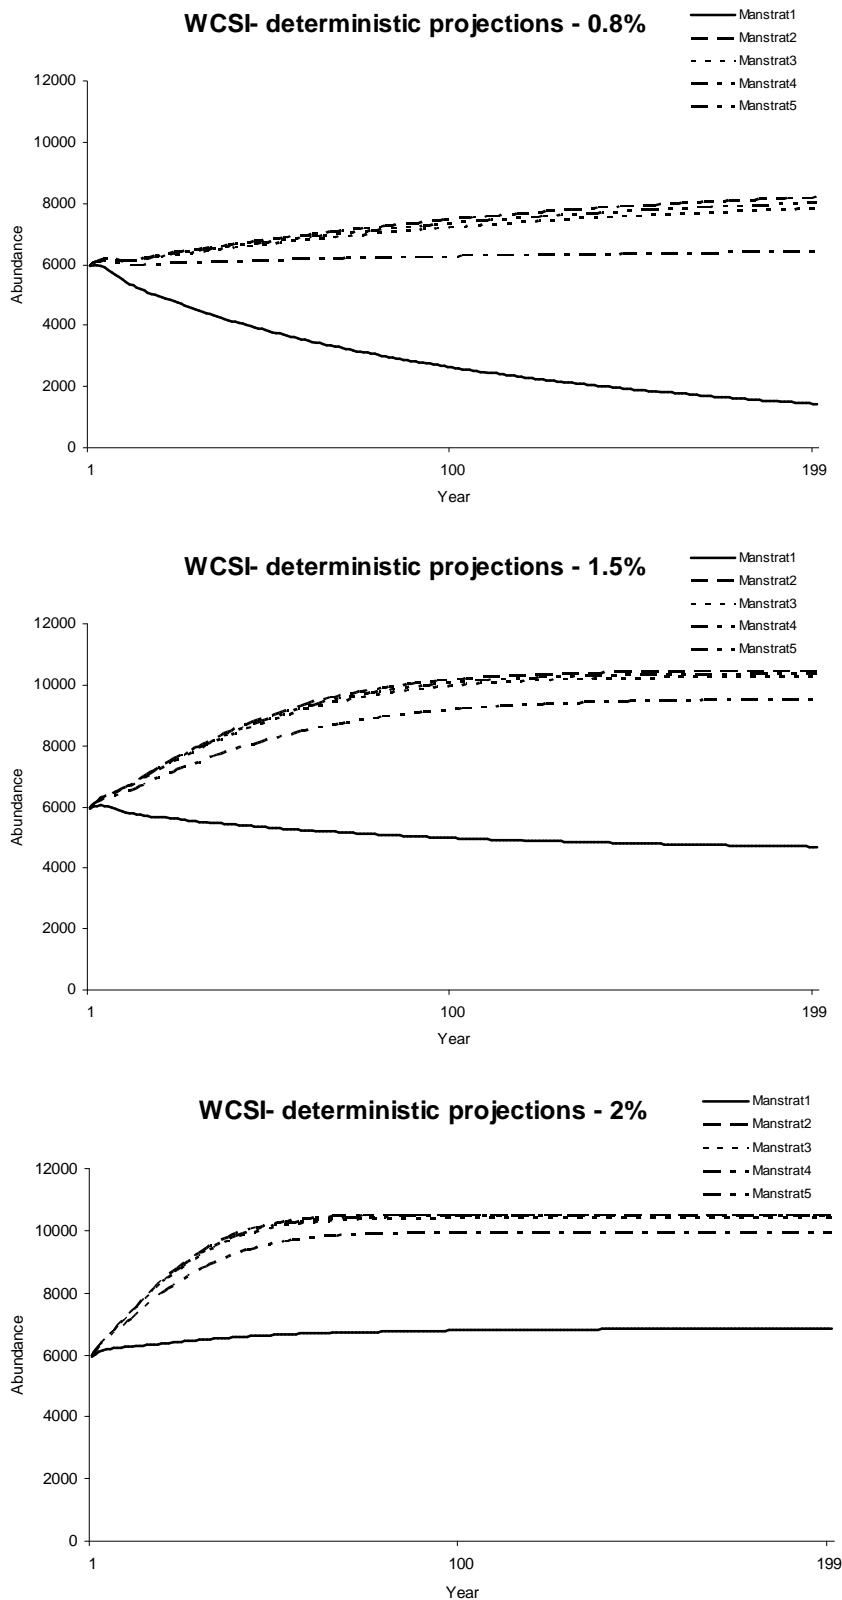 WCSI- deterministic projections - 0.8%
Manstrat1
Manstrat2
Manstrat3
Manstrat4
Manstrat5
12000
10000
8000
6000
4000
2000
0
Abundance
1
100
199
Year
WCSI- deterministic projections - 1.5%
Manstrat1
Manstrat2
Manstrat3
Manstrat4
Manstrat5
12000
10000
8000
6000
4000
2000
0
Abundance
1
100
199
Year
WCSI- deterministic projections - 2%
Manstrat1
Manstrat2
Manstrat3
Manstrat4
Manstrat5
12000
10000
8000
6000
4000
2000
0
Abundance
1
100
199
Year